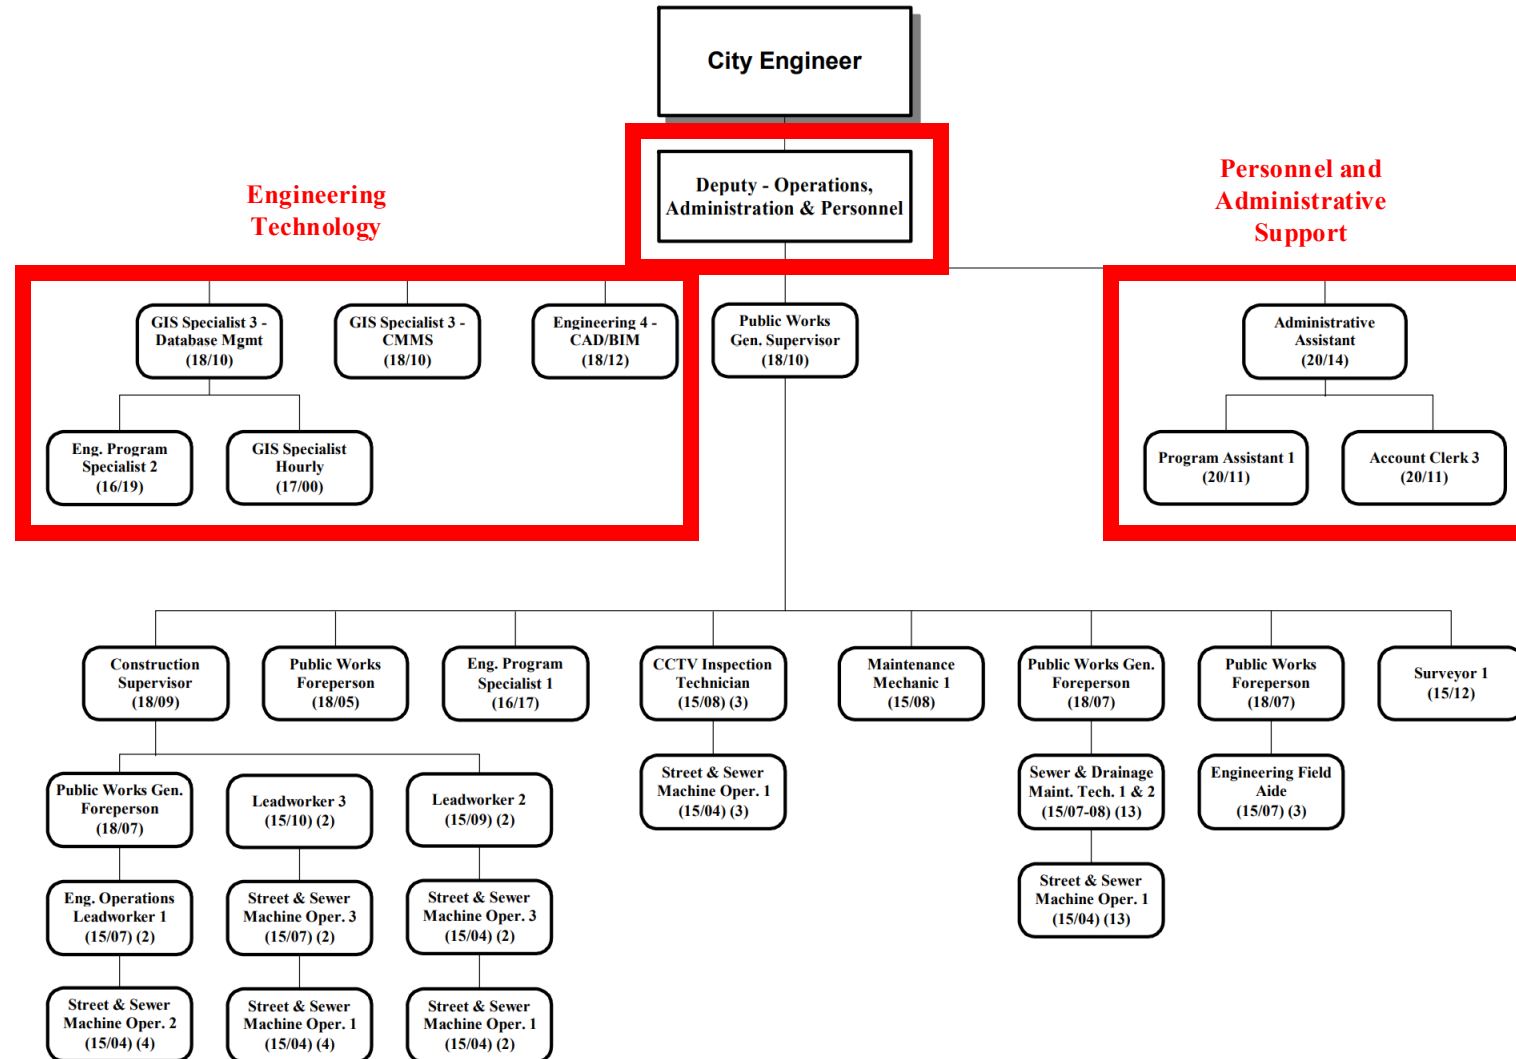 City Engineer
Deputy - Operations,
Administration & Personnel
Engineering
Technology
Personnel and
Administrative
Support
GIS Specialist 3 -
Database Mgmt
(18/10)
GIS Specialist 3 -
CMMS
(18/10)
Engineering 4 -
CAD/BIM
(18/12)
Public Works
Gen. Supervisor
(18/10)
Administrative
Assistant
(20/14)
Eng. Program
Specialist 2
(16/19)
GIS Specialist
Hourly
(17/00)
Program Assistant 1
(20/11)
Account Clerk 3
(20/11)
Construction
Supervisor
(18/09)
Public Works
Foreperson
(18/05)
Eng. Program
Specialist 1
(16/17)
CCTV Inspection
Technician
(15/08) (3)
Maintenance
Mechanic 1
(15/08)
Public Works Gen.
Foreperson
(18/07)
Public Works
Foreperson
(18/07)
Surveyor 1
(15/12)
Public Works Gen.
Foreperson
(18/07)
Leadworker 3
(15/10) (2)
Leadworker 2
(15/09) (2)
Street & Sewer
Machine Oper. 1
(15/04) (3)
Sewer & Drainage
Maint. Tech. 1 & 2
(15/07-08) (13)
Engineering Field
Aide
(15/07) (3)
Eng. Operations
Leadworker 1
(15/07) (2)
Street & Sewer
Machine Oper. 3
(15/07) (2)
Street & Sewer
Machine Oper. 3
(15/04) (2)
Street & Sewer
Machine Oper. 1
(15/04) (13)
Street & Sewer
Machine Oper. 2
(15/04) (4)
Street & Sewer
Machine Oper. 1
(15/04) (4)
Street & Sewer
Machine Oper. 1
(15/04) (2)